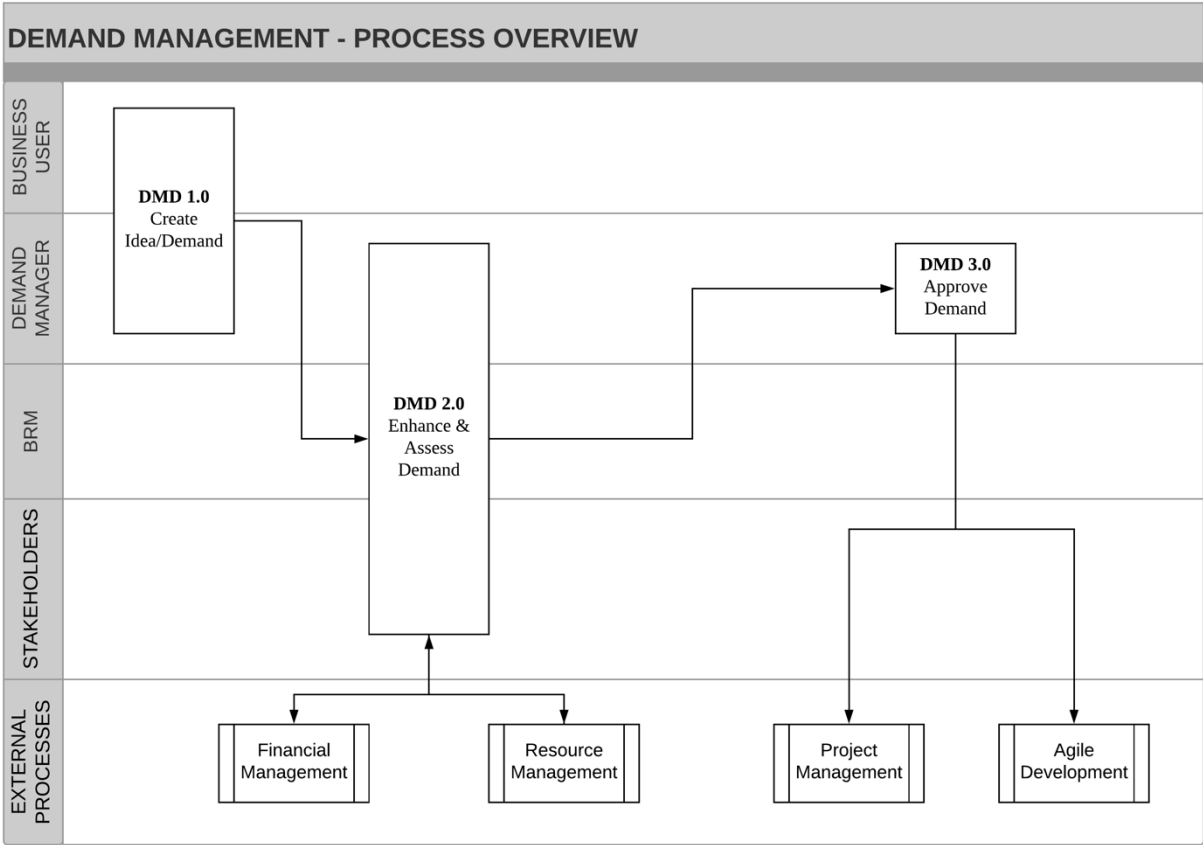 DEMAND MANAGEMENT - PROCESS OVERVIEW
BUSINESS
USER
DMD 1.0
Create
Idea/Demand
DEMAND
MANAGER
DMD 3.0
Approve
Demand
BRM
DMD 2.0
Enhance &
Assess
Demand
STAKEHOLDERS
EXTERNAL
PROCESSES
Financial
Management
Resource
Management
Project
Management
Agile
Development